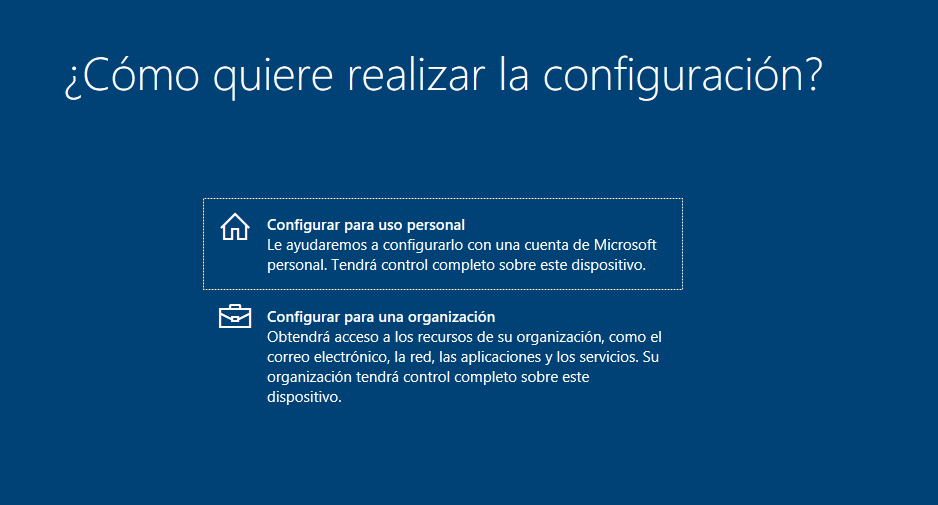 ¿Cómo quiere realizar la configuración?
Configurar para uso personal
Le ayudaremos a configurarlo con una cuenta de Microsoft
personal. Tendrá control completo sobre este dispositivo.
Configurar para una organización
Obtendrá acceso a los recursos de su organización, como el
correo electrónico, la red, las aplicaciones y los servicios. Su
organización tendrá control completo sobre este
dispositivo.